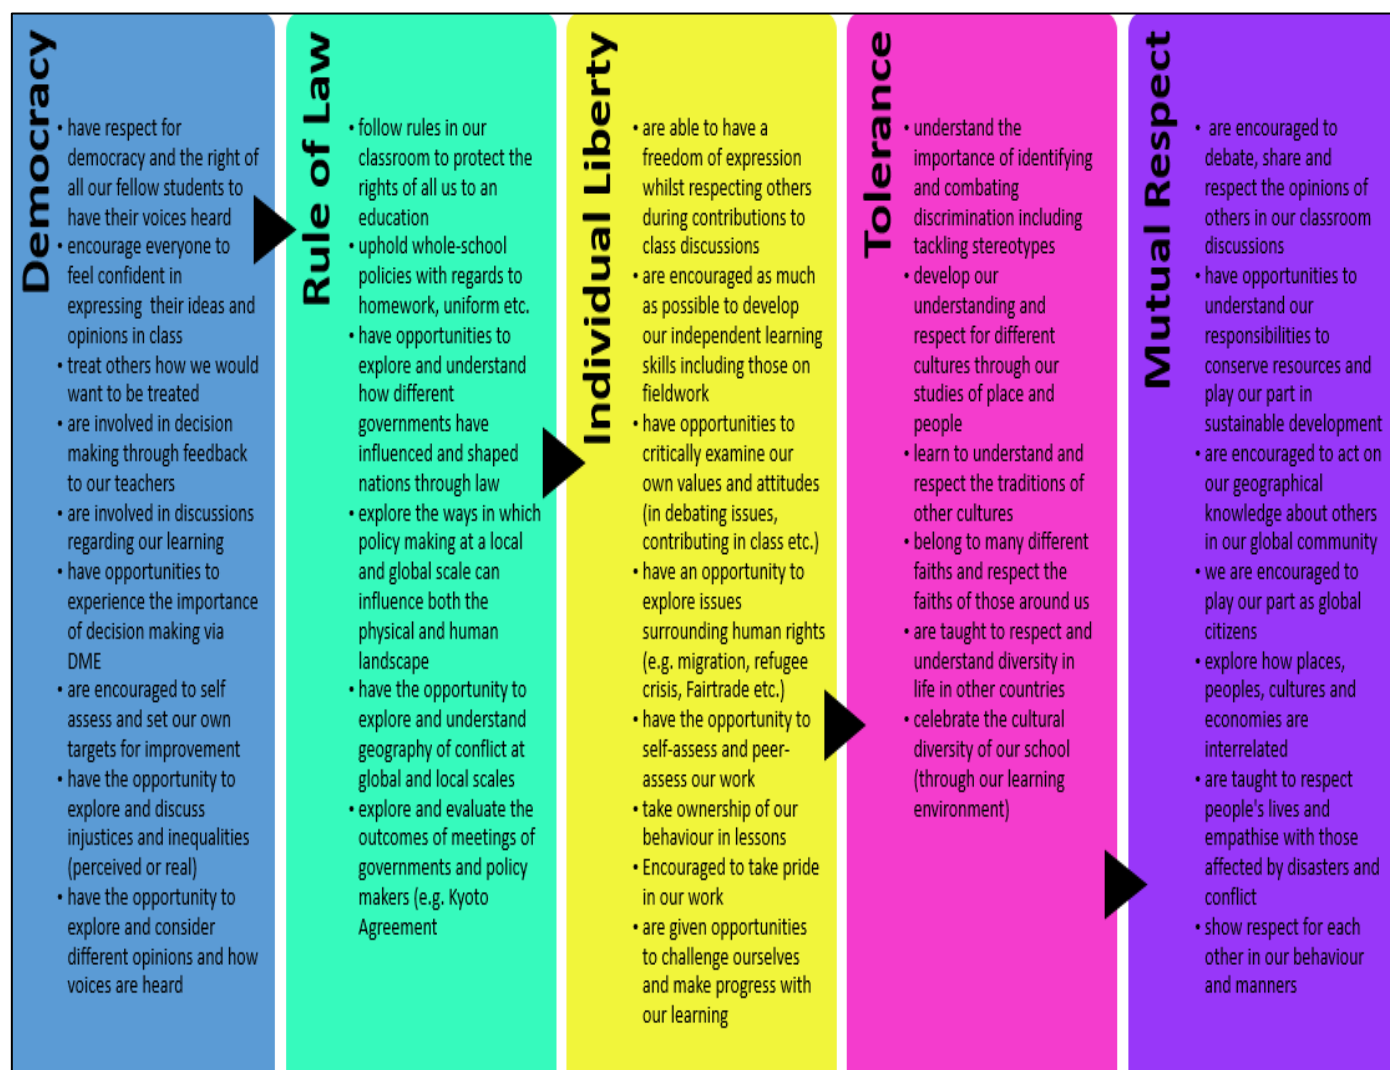 Democracy
• have respect for
democracy and the right of
all our fellow students to
have their voices heard
• encourage everyone to
feel confident in
expressing their ideas and
opinions in class
• treat others how we would
want to be treated
• are involved in decision
making through feedback
to our teachers
• are involved in discussions
regarding our learning
• have opportunities to
experience the importance
of decision making via
DME
• are encouraged to self
assess and set our own
targets for improvement
• have the opportunity to
explore and discuss
injustices and inequalities
(perceived or real)
• have the opportunity to
explore and consider
different opinions and how
voices are heard
Rule of Law
• follow rules in our
classroom to protect the
rights of all us to an
education
• uphold whole-school
policies with regards to
homework, uniform etc.
• have opportunities to
explore and understand
how different
governments have
influenced and shaped
nations through law
• explore the ways in which
policy making at a local
and global scale can
influence both the
physical and human
landscape
• have the opportunity to
explore and understand
geography of conflict at
global and local scales
• explore and evaluate the
outcomes of meetings of
governments and policy
makers (e.g. Kyoto
Agreement
Individual Liberty
• are able to have a
freedom of expression
whilst respecting others
during contributions to
class discussions
• are encouraged as much
as possible to develop
our independent learning
skills including those on
fieldwork
• have opportunities to
critically examine our
own values and attitudes
(in debating issues,
contributing in class etc.)
• have an opportunity to
explore issues
surrounding human rights
(e.g. migration, refugee
crisis, Fairtrade etc.)
• have the opportunity to
self-assess and peer-
assess our work
• take ownership of our
behaviour in lessons
• Encouraged to take pride
in our work
• are given opportunities
to challenge ourselves
and make progress with
our learning
Tolerance
• understand the
importance of identifying
and combating
discrimination including
tackling stereotypes
• develop our
understanding and
respect for different
cultures through our
studies of place and
people
• learn to understand and
respect the traditions of
other cultures
• belong to many different
faiths and respect the
faiths of those around us
• are taught to respect and
understand diversity in
life in other countries
• celebrate the cultural
diversity of our school
(through our learning
environment)
Mutual Respect
• are encouraged to
debate, share and
respect the opinions of
others in our classroom
discussions
• have opportunities to
understand our
responsibilities to
conserve resources and
play our part in
sustainable development
• are encouraged to act on
our geographical
knowledge about others
in our global community
• we are encouraged to
play our part as global
citizens
• explore how places,
peoples, cultures and
economies are
interrelated
• are taught to respect
people's lives and
empathise with those
affected by disasters and
conflict
• show respect for each
other in our behaviour
and manners